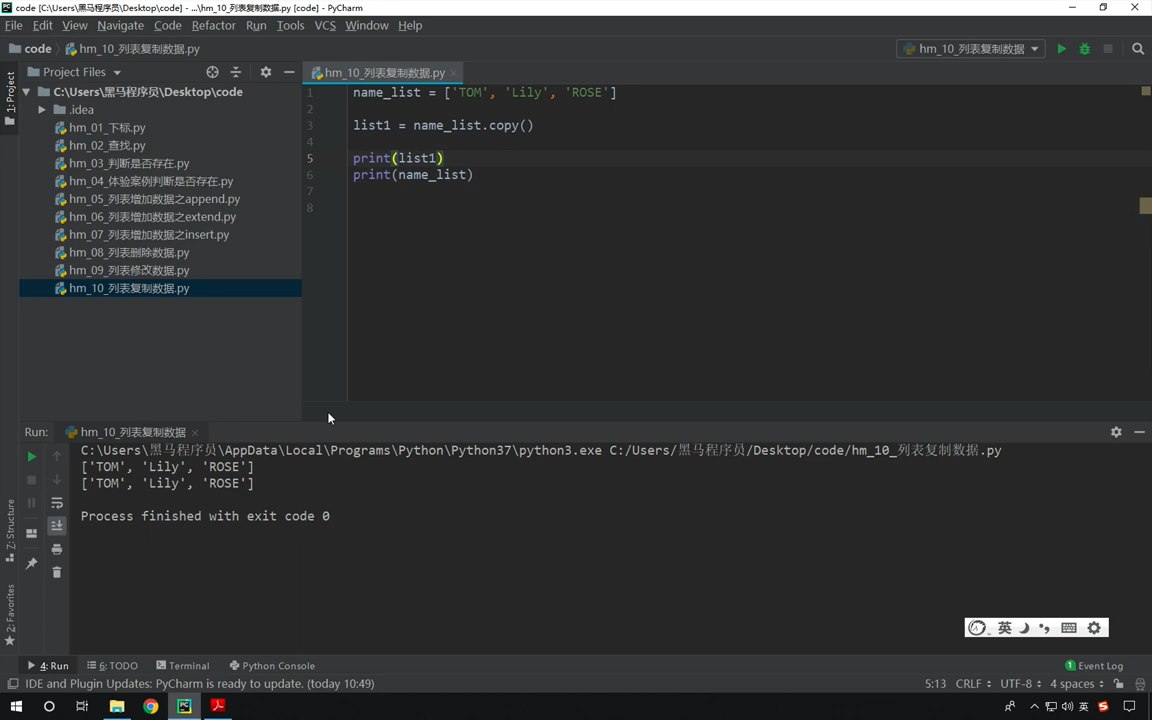 code [C:\Users\黑马程序员\Desktop\code] - ...\hm_10_列表复制数据.py [code] - PyCharm
File Edit View Navigate Code Refactor Run Tools VCS Window Help
code hm_10_列表复制数据.py
hm_10_列表复制数据
1: Project
Project Files
hm_10_列表复制数据.py
C:\Users\黑马程序员\Desktop\code
.idea
hm_01_下标.py
hm_02_查找.py
hm_03_判断是否存在.py
hm_04_体验案例判断是否存在.py
hm_05_列表增加数据之append.py
hm_06_列表增加数据之extend.py
hm_07_列表增加数据之insert.py
hm_08_列表删除数据.py
hm_09_列表修改数据.py
hm_10_列表复制数据.py
1 name_list = ['TOM', 'Lily', 'ROSE']
2
3 list1 = name_list.copy()
4
5 print(list1)
6 print(name_list)
7
8
Run: hm_10_列表复制数据
C:\Users\黑马程序员\AppData\Local\Programs\Python\Python37\python3.exe C:/Users/黑马程序员/Desktop/code/hm_10_列表复制数据.py
['TOM', 'Lily', 'ROSE']
['TOM', 'Lily', 'ROSE']
Process finished with exit code 0
Z: Structure
2: Favorites
英
4: Run 6: TODO Terminal Python Console
1 Event Log
IDE and Plugin Updates: PyCharm is ready to update. (today 10:49)
5:13 CRLF UTF-8 4 spaces
PC
英
S